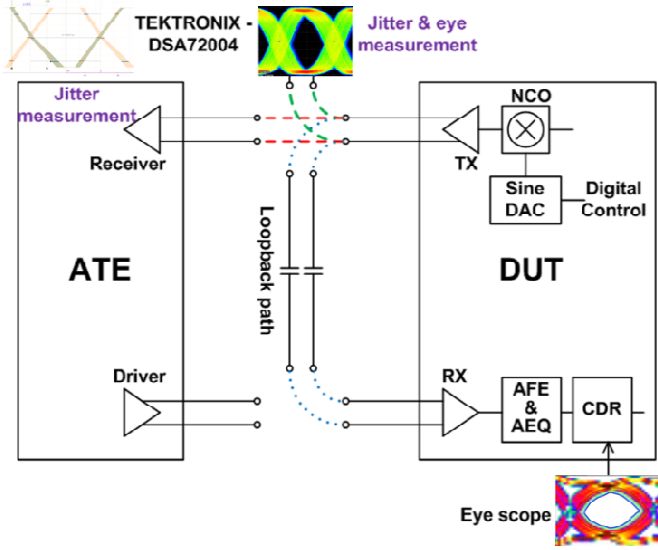 TEKTRONIX -
DSA72004
Jitter & eye
measurement
Jitter
measurement
Receiver
NCO
TX
Sine
DAC
Digital
Control
Loopback path
ATE
DUT
Driver
RX
AFE
&
AEQ
CDR
Eye scope